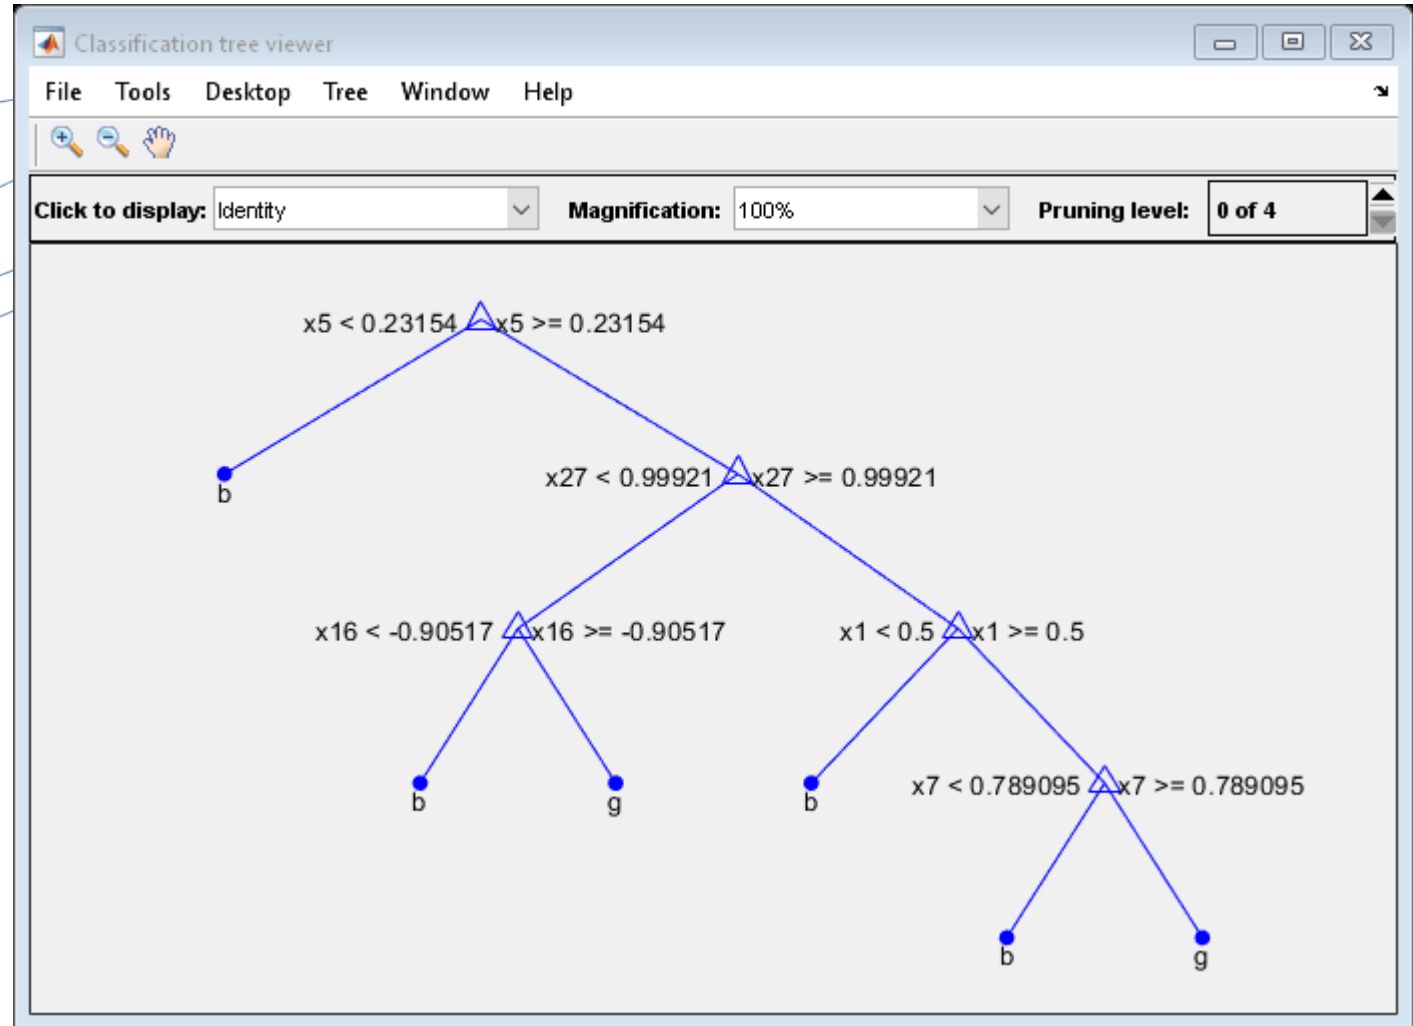 Classification tree viewer
File Tools Desktop Tree Window Help
Click to display: Identity Magnification: 100% Pruning level: 0 of 4
x5 < 0.23154 x5 >= 0.23154
b
x27 < 0.99921 x27 >= 0.99921
x16 < -0.90517 x16 >= -0.90517
x1 < 0.5 x1 >= 0.5
b
g
b
x7 < 0.789095 x7 >= 0.789095
b
g